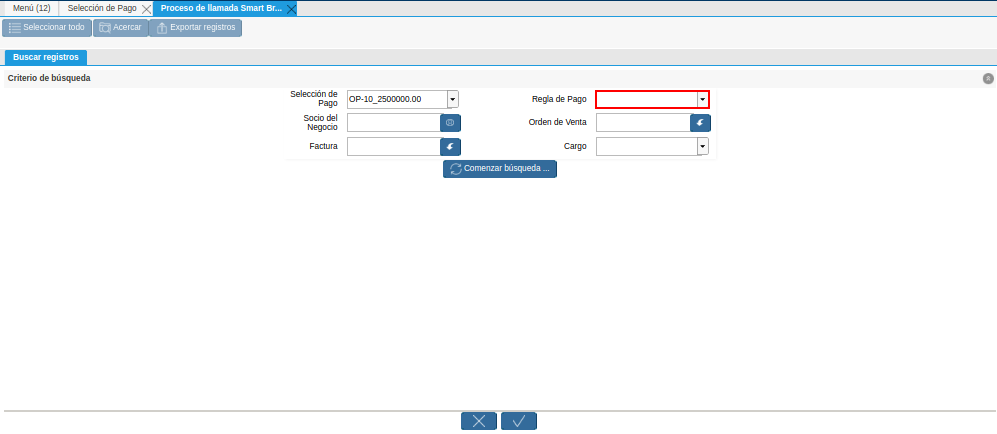 Menú (12) Selección de Pago Proceso de llamada Smart Br...
Seleccionar todo Acercar Exportar registros
Buscar registros
Criterio de búsqueda
Selección de Pago OP-10_2500000.00 Regla de Pago
Socio del Negocio Orden de Venta
Factura Cargo
Comenzar búsqueda ...